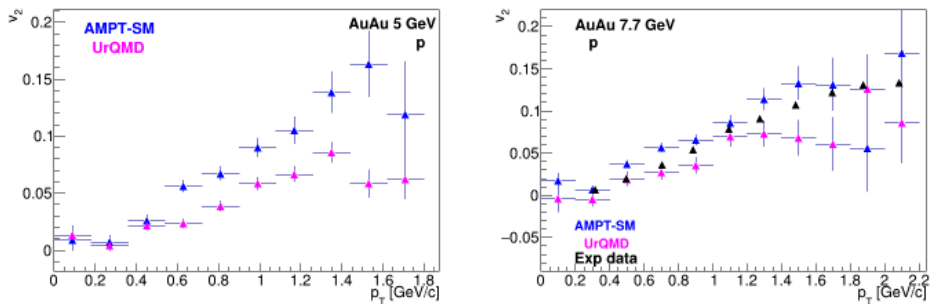 v₂
0.2
0.15
0.1
0.05
0
AMPT-SM
UrQMD
AuAu 5 GeV
p
0 0.2 0.4 0.6 0.8 1 1.2 1.4 1.6 1.8
p_T [GeV/c]
v₂
0.2
0.15
0.1
0.05
0
−0.05
AuAu 7.7 GeV
p
AMPT-SM
UrQMD
Exp data
0 0.2 0.4 0.6 0.8 1 1.2 1.4 1.6 1.8 2 2.2
p_T [GeV/c]